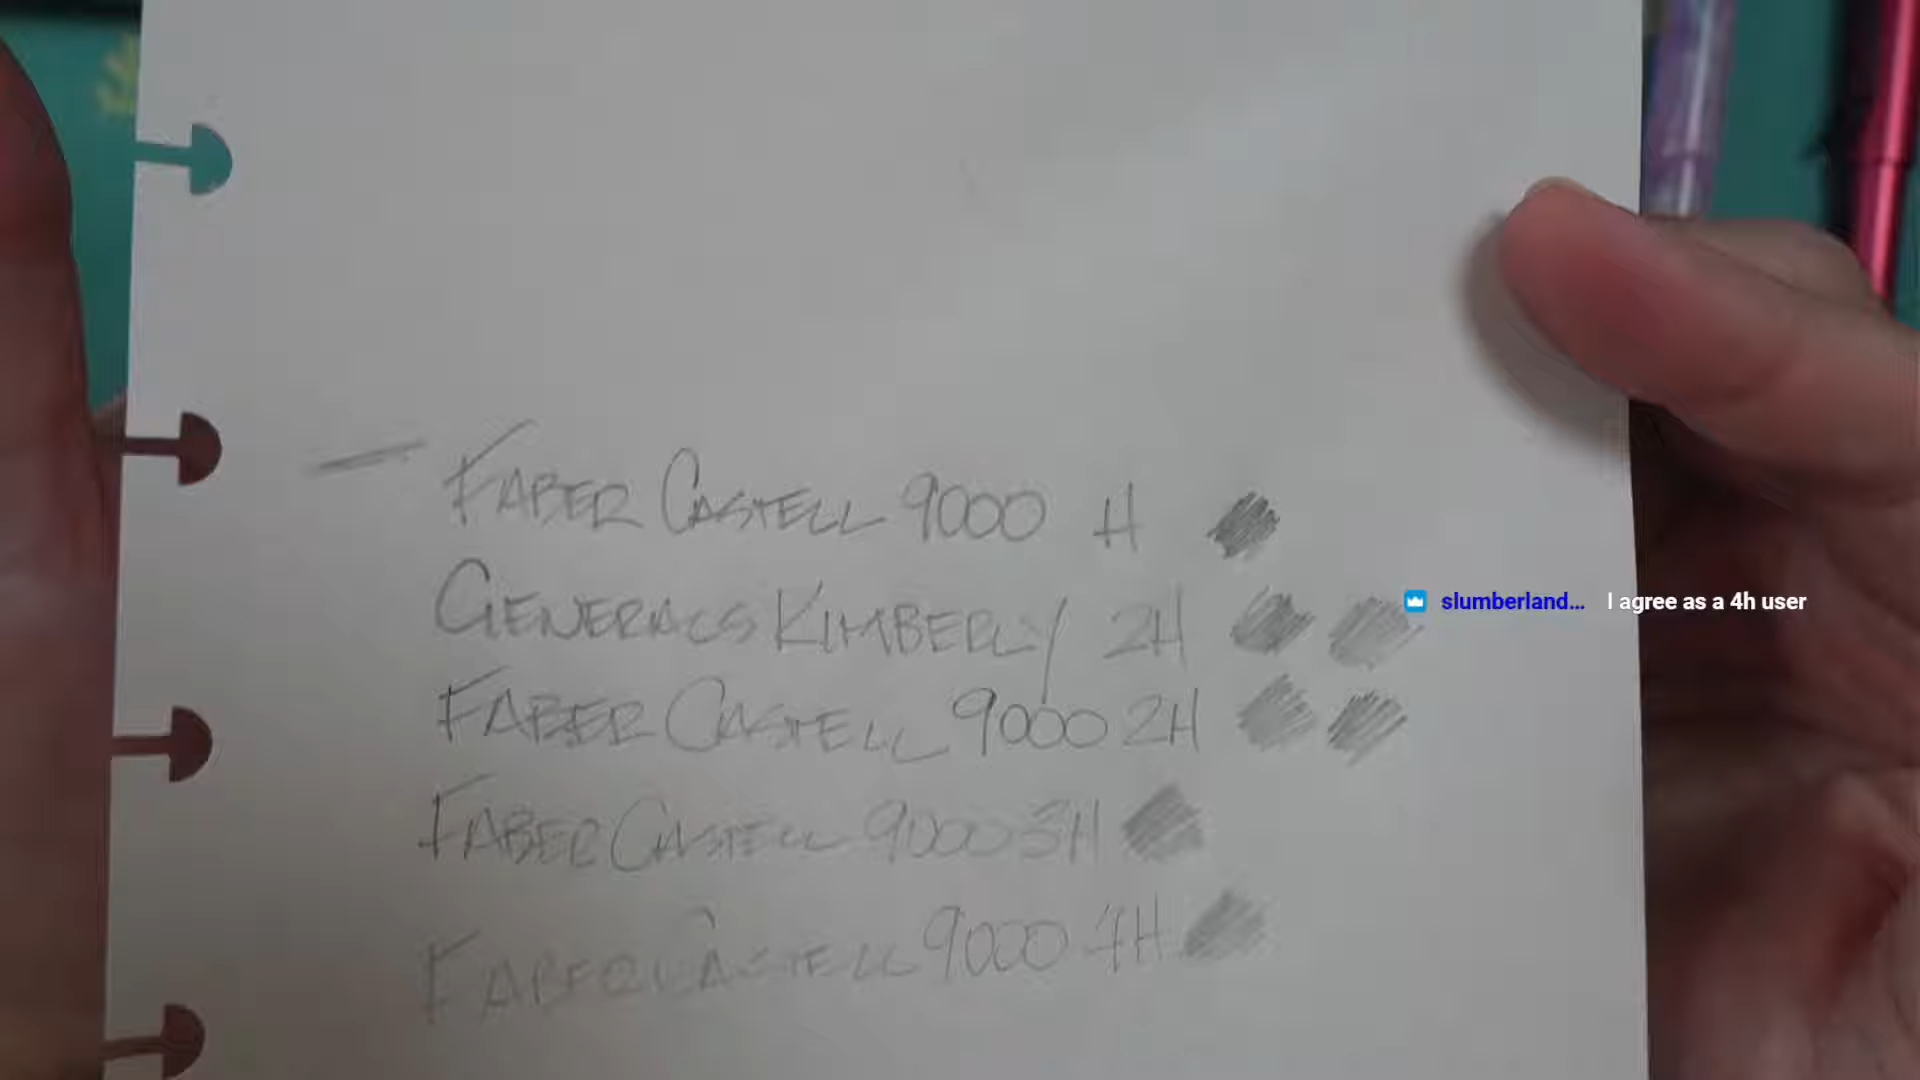 FABER CASTELL 9000 H
GENERALS KIMBERLY 2H
slumberland... I agree as a 4h user
FABER CASTELL 9000 2H
FABER CASTELL 9000 3H
FABER CASTELL 9000 4H